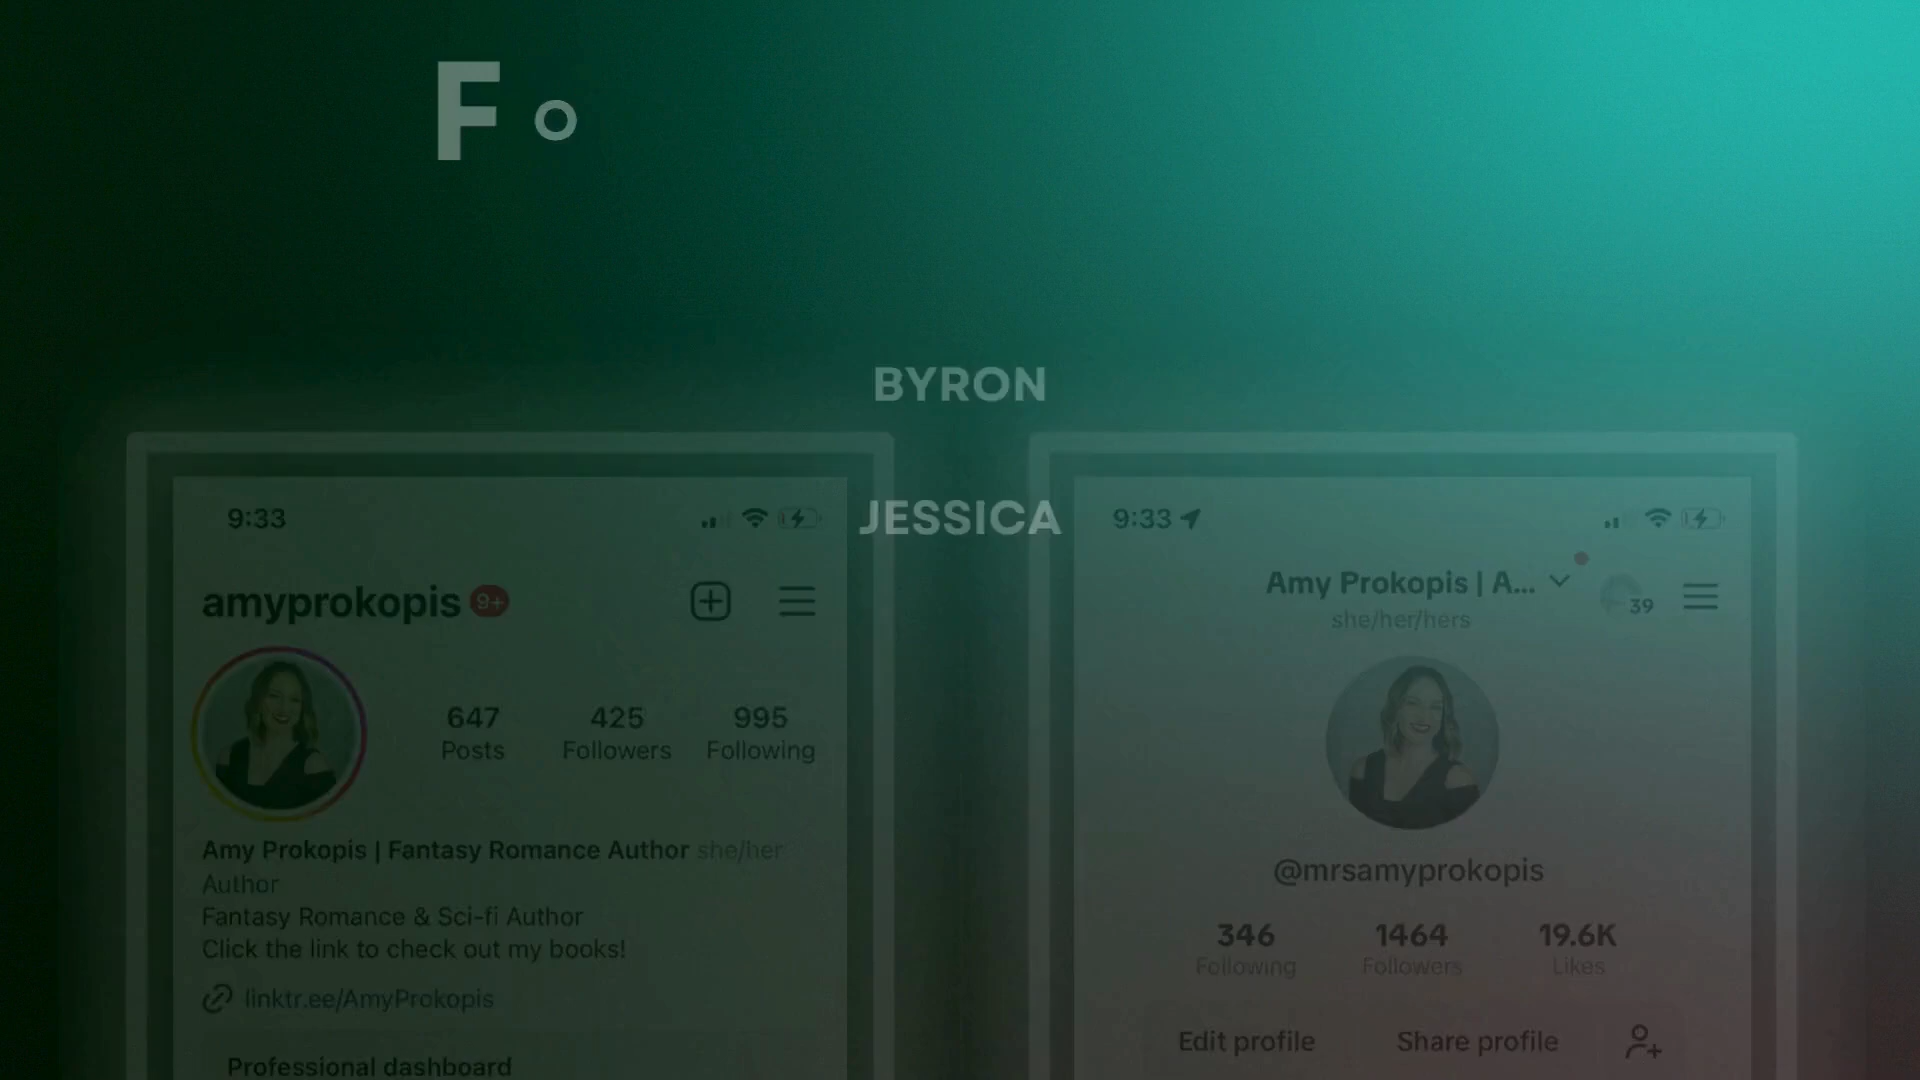 Fo
BYRON
JESSICA
9:33
amyprokopis 9+
647 425 995
Posts Followers Following
Amy Prokopis | Fantasy Romance Author she/her
Author
Fantasy Romance & Sci-fi Author
Click the link to check out my books!
linktr.ee/AmyProkopis
Professional dashboard
9:33
Amy Prokopis | A...
39
she/her/hers
@mrsamyprokopis
346 1464 19.6K
Following Followers Likes
Edit profile Share profile